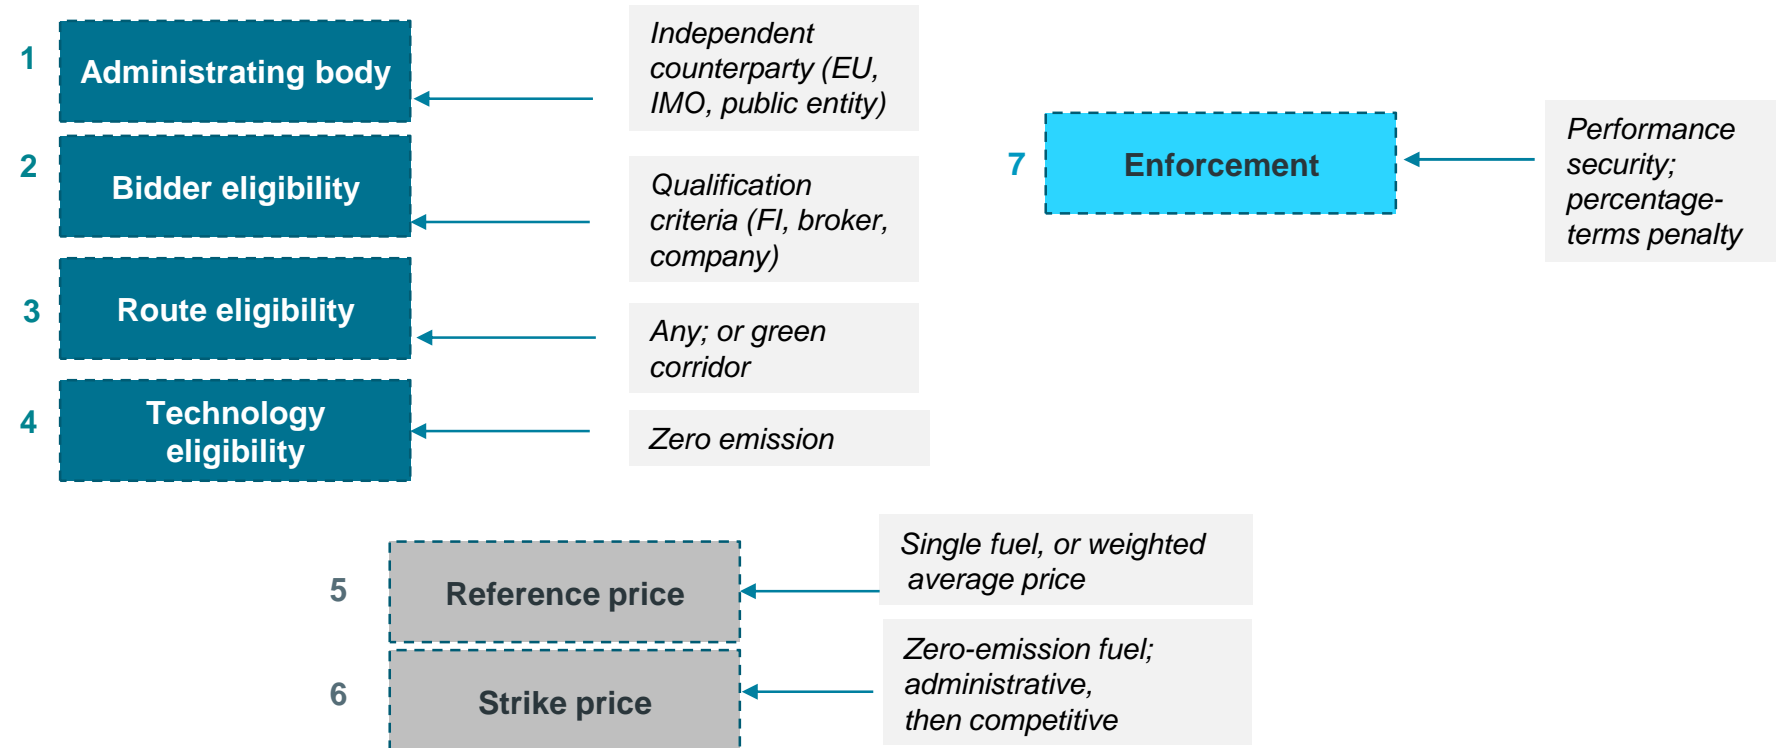 1
Administrating body
Independent
counterparty (EU,
IMO, public entity)
2
Bidder eligibility
Qualification
criteria (FI, broker,
company)
3
Route eligibility
Any; or green
corridor
4
Technology
eligibility
Zero emission
5
Reference price
Single fuel, or weighted
average price
6
Strike price
Zero-emission fuel;
administrative,
then competitive
7
Enforcement
Performance
security;
percentage-
terms penalty